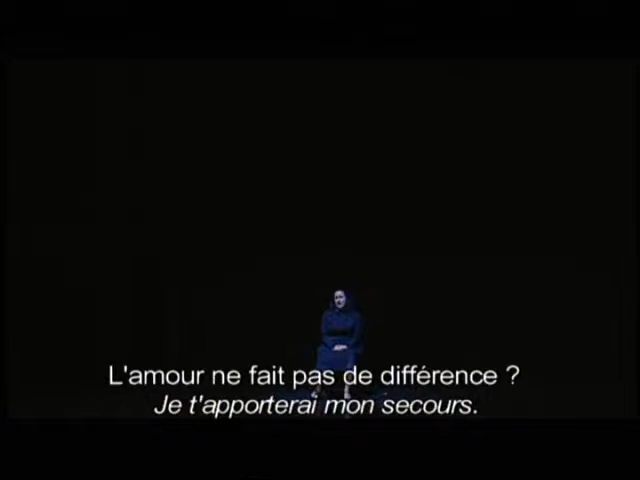 L'amour ne fait pas de différence ?
Je t'apporterai mon secours.